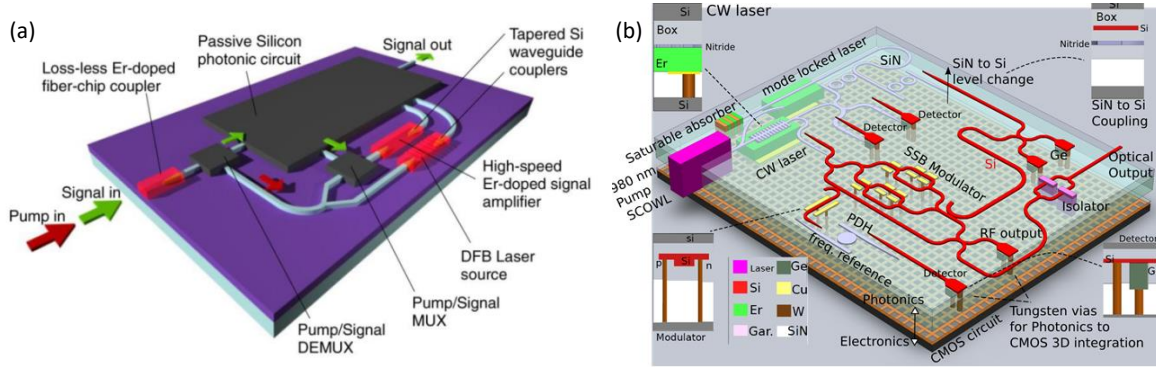 (a)
Passive Silicon
photonic circuit
Signal out
Tapered Si
waveguide
couplers
Loss-less Er-doped
fiber-chip coupler
Signal in
Pump in
High-speed
Er-doped signal
amplifier
DFB Laser
source
Pump/Signal
MUX
Pump/Signal
DEMUX
(b)
Si
Box
Nitride
Er
Si
CW laser
mode locked laser
SiN
SiN to Si
level change
Si
Box
Si
Nitride
SiN to Si
Coupling
Saturable absorber
980 nm
Pump
SCOWL
CW laser
Detector
Detector
SSB Modulator
Si
Ge
Optical
Output
Isolator
RF output
PDH
freq. reference
Detector
Si
P
Si
n
Modulator
Laser
Ge
Si
Cu
Er
W
Gar.
SiN
Photonics
Electronics
CMOS circuit
Tungsten vias
for Photonics to
CMOS 3D integration
Detector
Si
G